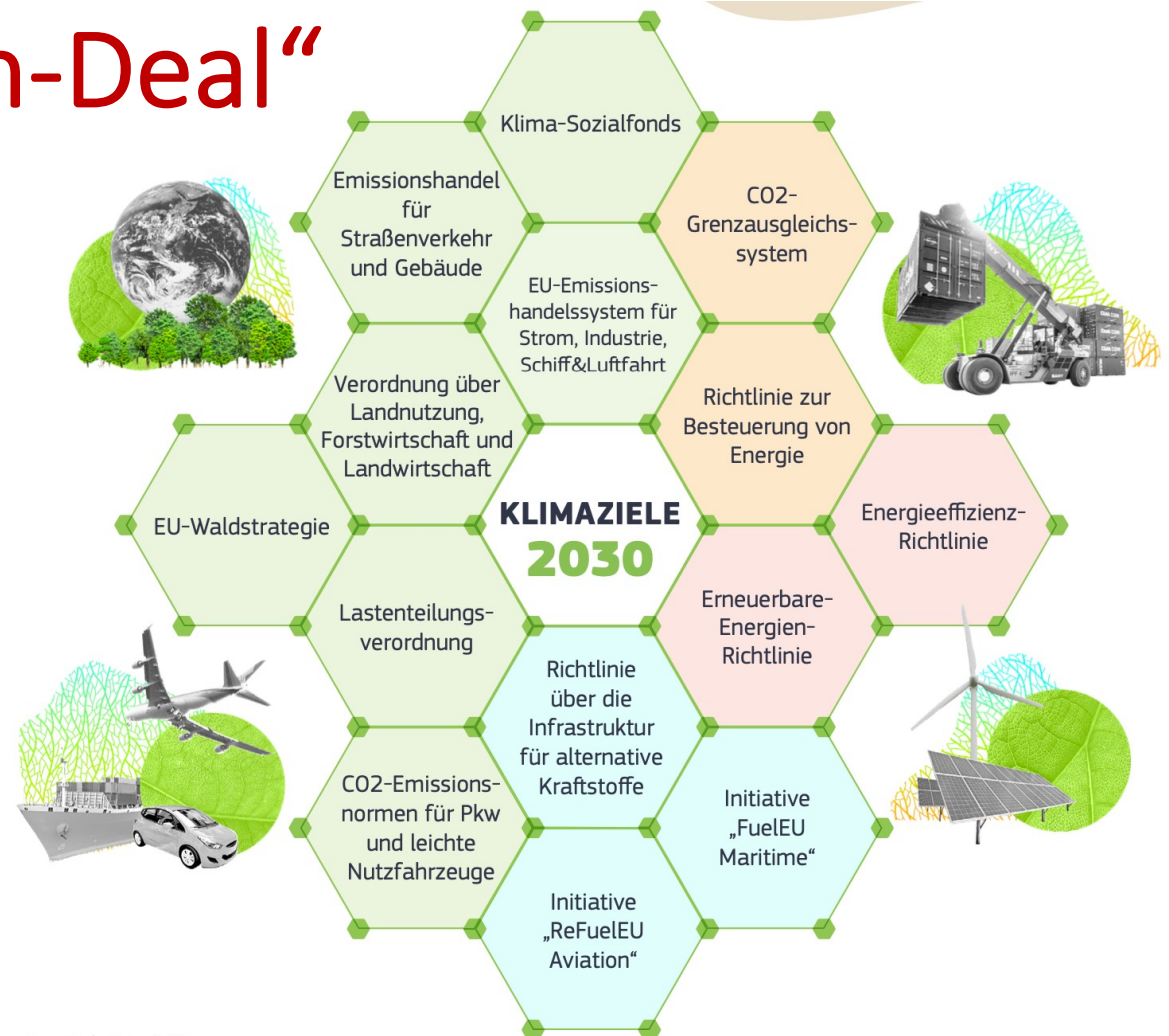 n-Deal“
Klima-Sozialfonds
Emissionshandel
für
Straßenverkehr
und Gebäude
CO2-
Grenzausgleichs-
system
EU-Emissions-
handelssystem für
Strom, Industrie,
Schiff&Luftfahrt
Verordnung über
Landnutzung,
Forstwirtschaft und
Landwirtschaft
Richtlinie zur
Besteuerung von
Energie
EU-Waldstrategie
KLIMAZIELE
2030
Energieeffizienz-
Richtlinie
Lastenteilungs-
verordnung
Erneuerbare-
Energien-
Richtlinie
Richtlinie
über die
Infrastruktur
für alternative
Kraftstoffe
CO2-Emissions-
normen für Pkw
und leichte
Nutzfahrzeuge
Initiative
„FuelEU
Maritime“
Initiative
„ReFuelEU
Aviation“